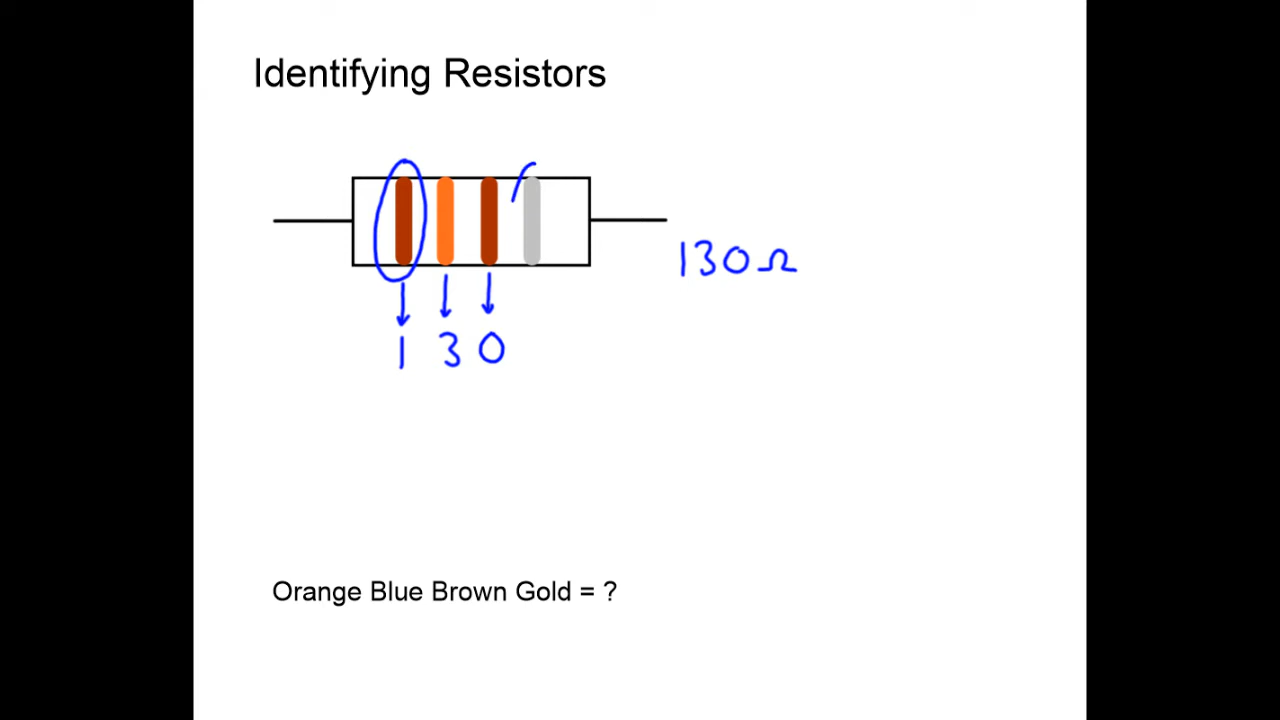 Identifying Resistors
130Ω
1 3 0
Orange Blue Brown Gold = ?